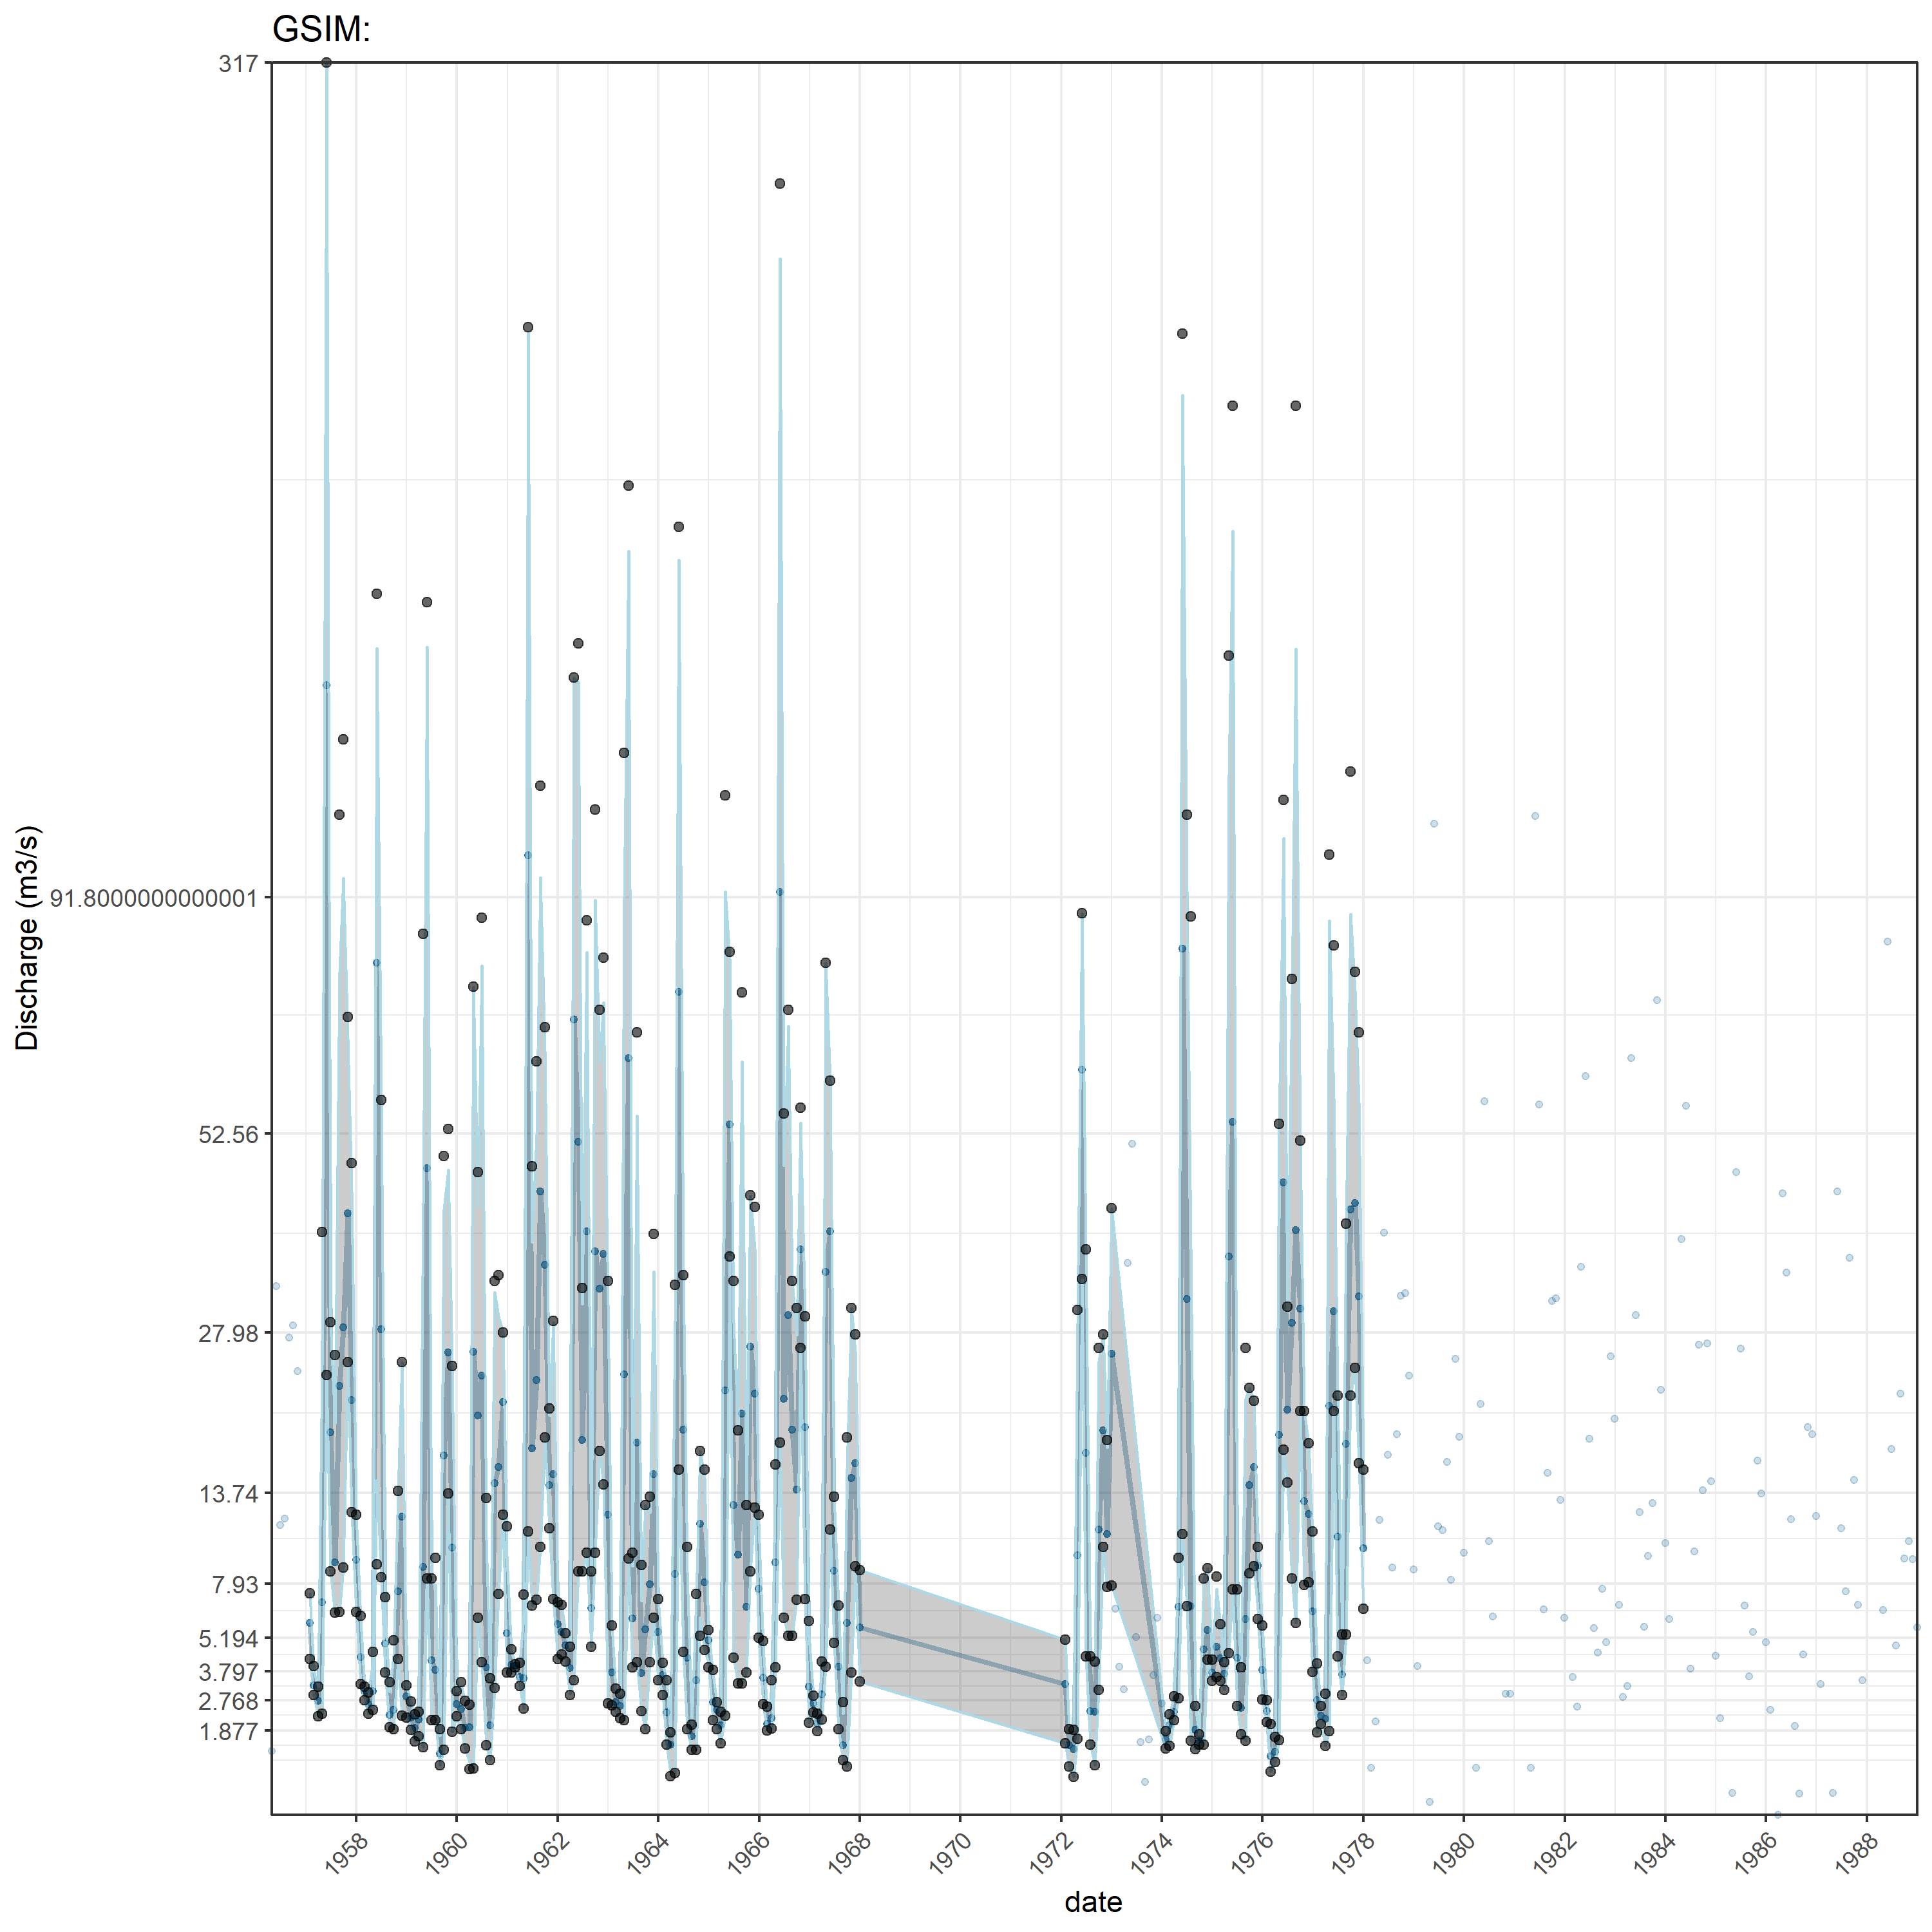 GSIM:
317
91.8000000000001
52.56
27.98
13.74
7.93
5.194
3.797
2.768
1.877
Discharge (m3/s)
1958 1960 1962 1964 1966 1968 1970 1972 1974 1976 1978 1980 1982 1984 1986 1988
date